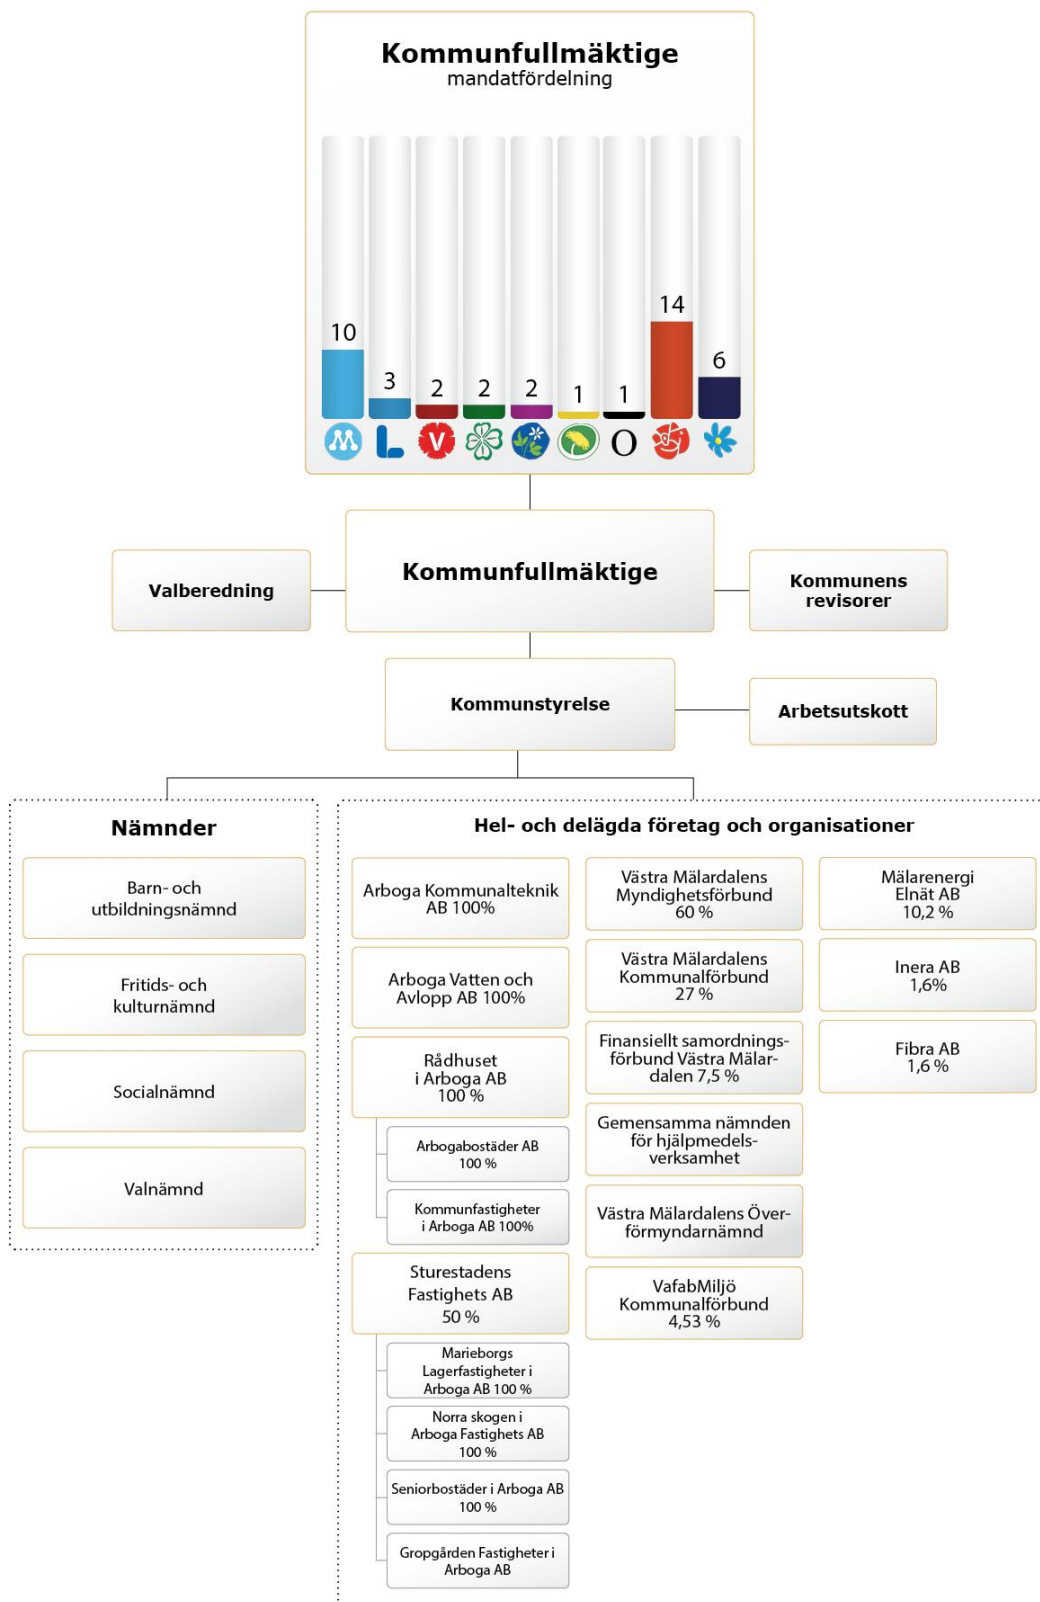 Kommunfullmäktige
mandatfördelning
10
3
2
2
2
1
1
14
6
M
L
V
O
Kommunfullmäktige
Valberedning
Kommunens
revisorer
Kommunstyrelse
Arbetsutskott
Nämnder
Barn- och
utbildningsnämnd
Fritids- och
kulturnämnd
Socialnämnd
Valnämnd
Hel- och delägda företag och organisationer
Arboga Kommunalteknik
AB 100%
Arboga Vatten och
Avlopp AB 100%
Rådhuset
i Arboga AB
100 %
Arbogabostäder AB
100 %
Kommunfastigheter
i Arboga AB 100%
Sturestadens
Fastighets AB
50 %
Marieborgs
Lagerfastigheter i
Arboga AB 100 %
Norra skogen i
Arboga Fastighets AB
100 %
Seniorbostäder i Arboga AB
100 %
Gropgården Fastigheter i
Arboga AB
Västra Mälardalens
Myndighetsförbund
60 %
Västra Mälardalens
Kommunalförbund
27 %
Finansiellt samordnings-
förbund Västra Mälar-
dalen 7,5 %
Gemensamma nämnden
för hjälpmedels-
verksamhet
Västra Mälardalens Över-
förmyndarnämnd
VafabMiljö
Kommunalförbund
4,53 %
Mälarenergi
Elnät AB
10,2 %
Inera AB
1,6%
Fibra AB
1,6 %